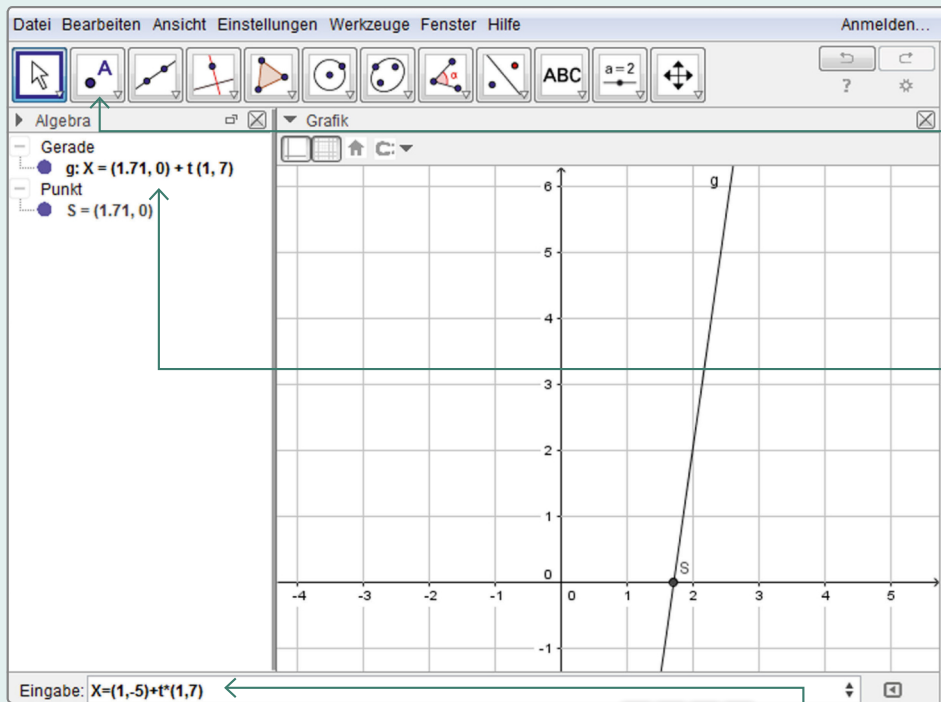 Datei Bearbeiten Ansicht Einstellungen Werkzeuge Fenster Hilfe Anmelden...
A α ABC a=2
?
Algebra Grafik
Gerade
g: X = (1.71, 0) + t (1, 7)
Punkt
S = (1.71, 0)
g
6
5
4
3
2
1
0
S
-4 -3 -2 -1 0 1 2 3 4 5
-1
Eingabe: X=(1,-5)+t*(1,7)